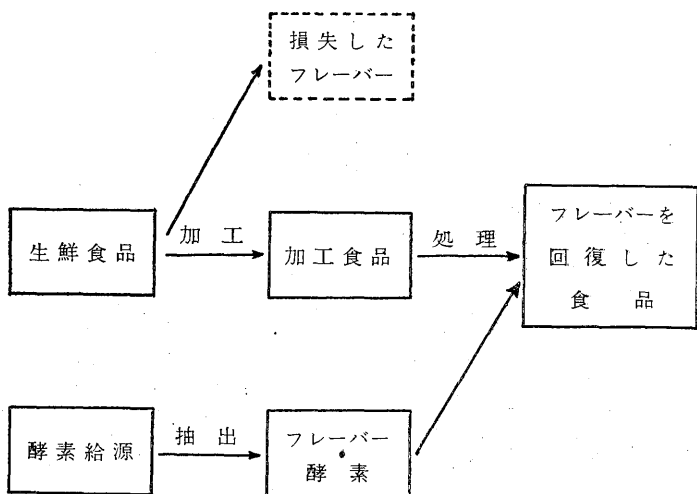 損失した
フレーバー
生鮮食品
加工
加工食品
処理
フレーバーを
回復した
食品
酵素給源
抽出
フレーバー
酵素